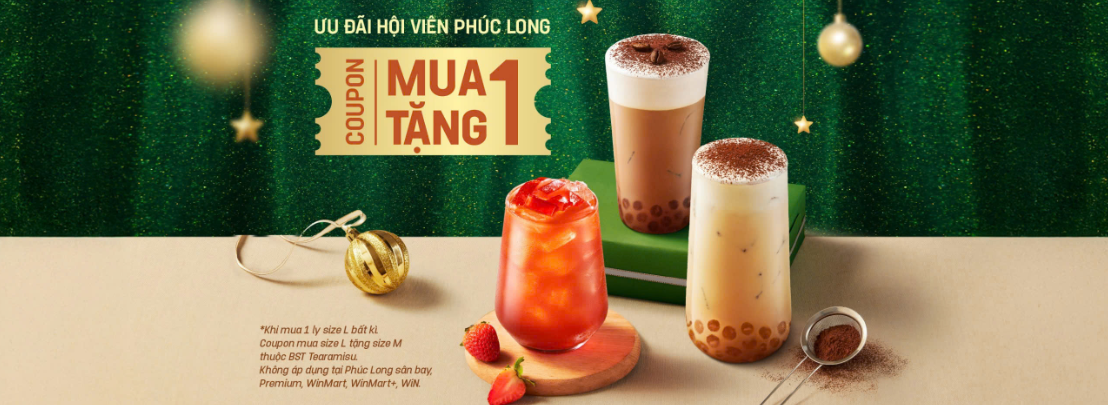 ƯU ĐÃI HỘI VIÊN PHÚC LONG
COUPON
MUA 1
TẶNG
*Khi mua 1 ly size L bất kì.
Coupon mua size L tặng size M
thuộc BST Tearamisu.
Không áp dụng tại Phúc Long sân bay,
Premium, WinMart, WinMart+, WiN.